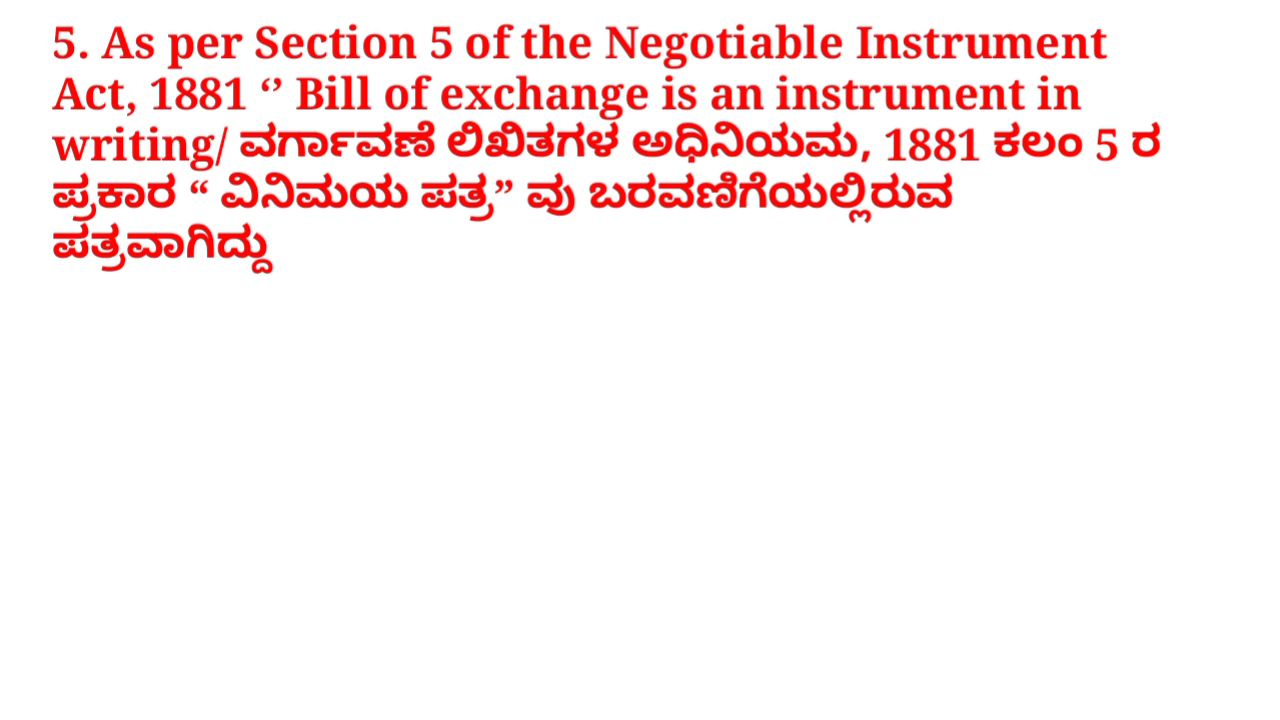 5. As per Section 5 of the Negotiable Instrument
Act, 1881 ‘’ Bill of exchange is an instrument in
writing/ ವರ್ಗಾವಣೆ ಲಿಖಿತಗಳ ಅಧಿನಿಯಮ, 1881 ಕಲಂ 5 ರ
ಪ್ರಕಾರ “ ವಿನಿಮಯ ಪತ್ರ” ವು ಬರವಣಿಗೆಯಲ್ಲಿರುವ
ಪತ್ರವಾಗಿದ್ದು